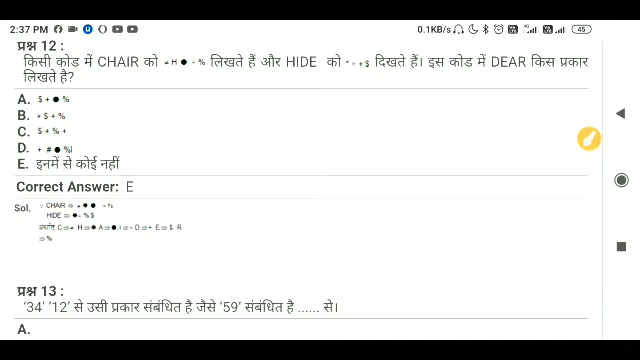 2:37 PM 0.1KB/s 45
प्रश्न 12 :
किसी कोड में CHAIR को ≠ H ● ÷ % लिखते हैं और HIDE को * ÷ + $ दिखते हैं। इस कोड में DEAR किस प्रकार
लिखते है?
A. $ + ● %
B. + $ + %
C. $ + % +
D. + # ● %l
E. इनमें से कोई नहीं
Correct Answer: E
Sol. ∵ CHAIR ⇒ ≠ ✸ ● ÷ %
HIDE ⇒ ✸÷ % $
अर्थात् C⇒≠ H⇒✸ A⇒● I⇒÷ D⇒+ E⇒$ R
⇒%
प्रश्न 13 :
‘34’ ‘12’ से उसी प्रकार संबंधित है जैसे ‘59’ संबंधित है ...... से।
A.